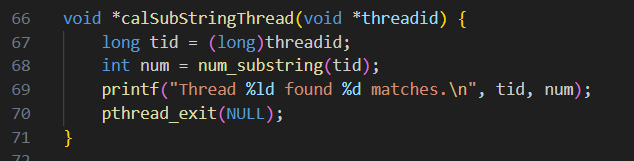 66 void *calSubStringThread(void *threadid) {
67     long tid = (long)threadid;
68     int num = num_substring(tid);
69     printf("Thread %ld found %d matches.\n", tid, num);
70     pthread_exit(NULL);
71 }